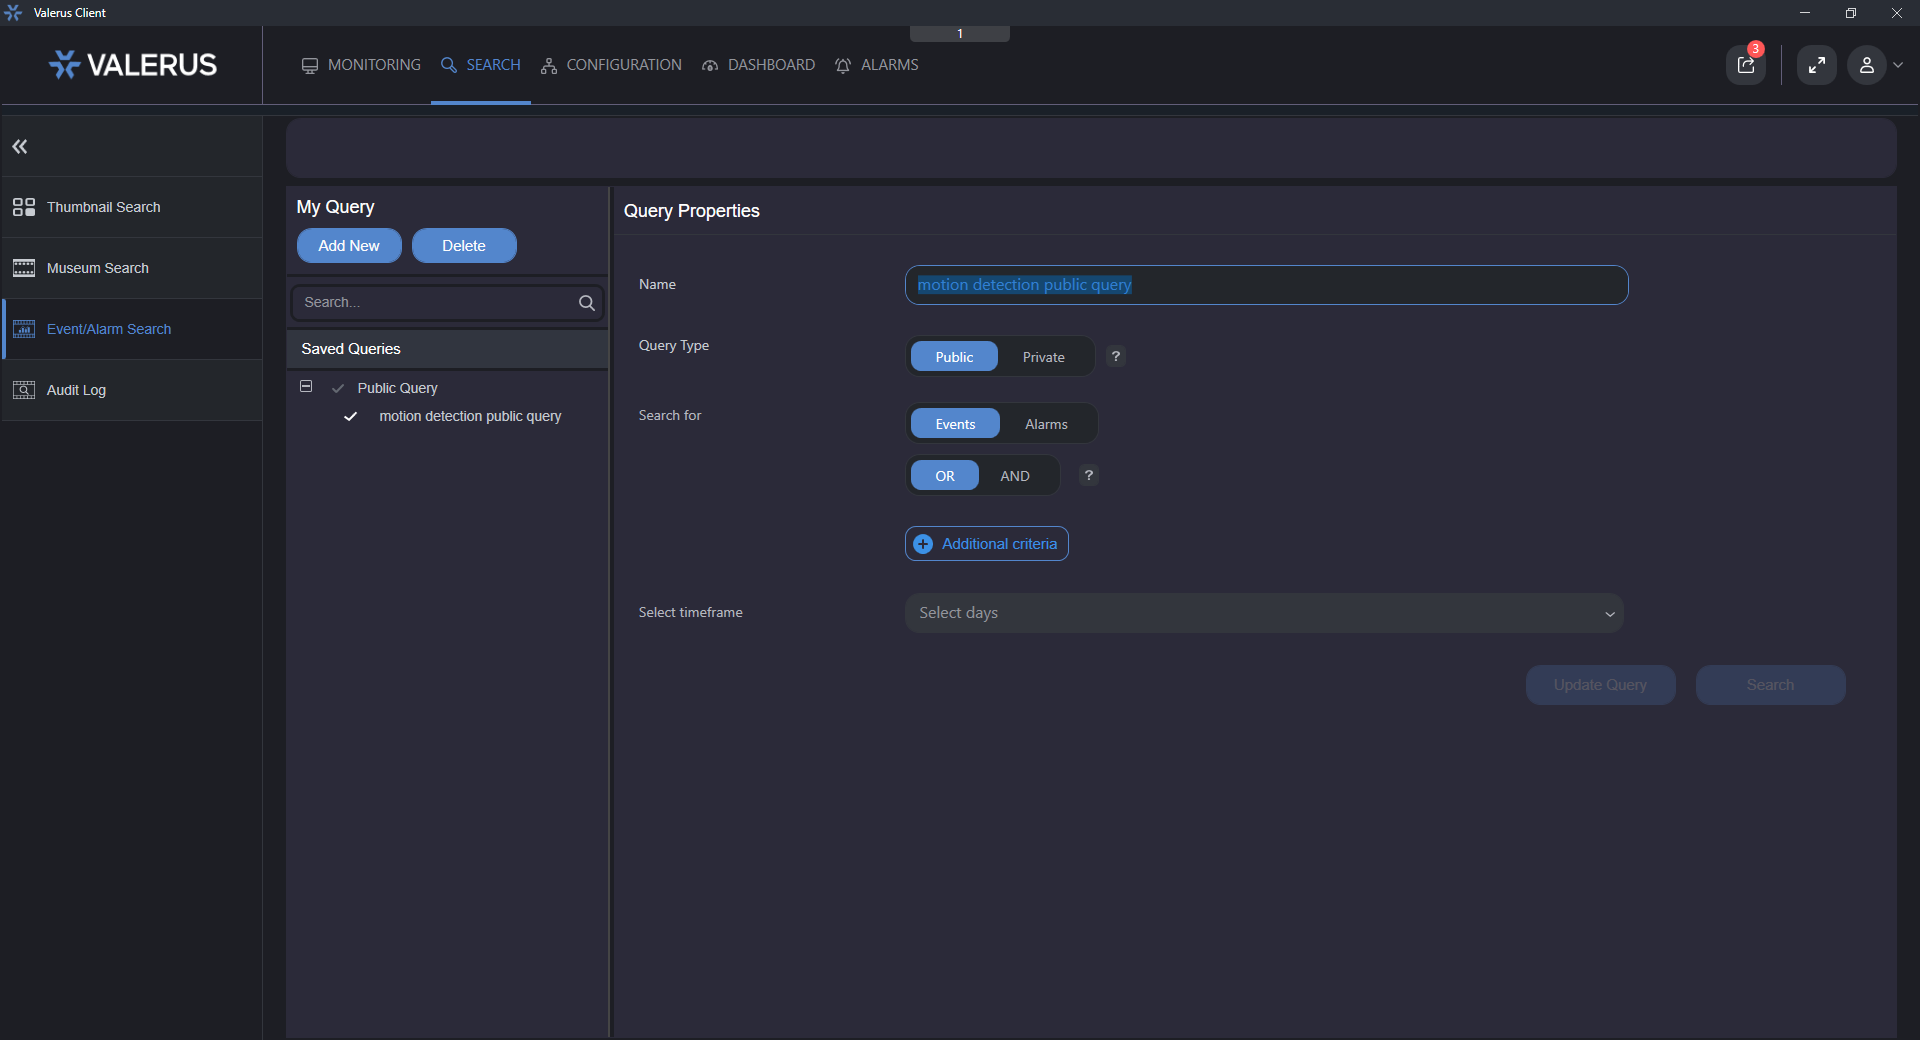 Valerus Client
1
VALERUS
MONITORING
SEARCH
CONFIGURATION
DASHBOARD
ALARMS
3
Thumbnail Search
Museum Search
Event/Alarm Search
Audit Log
My Query
Add New
Delete
Search...
Saved Queries
Public Query
motion detection public query
Query Properties
Name
motion detection public query
Query Type
Public
Private
?
Search for
Events
Alarms
OR
AND
?
Additional criteria
Select timeframe
Select days
Update Query
Search